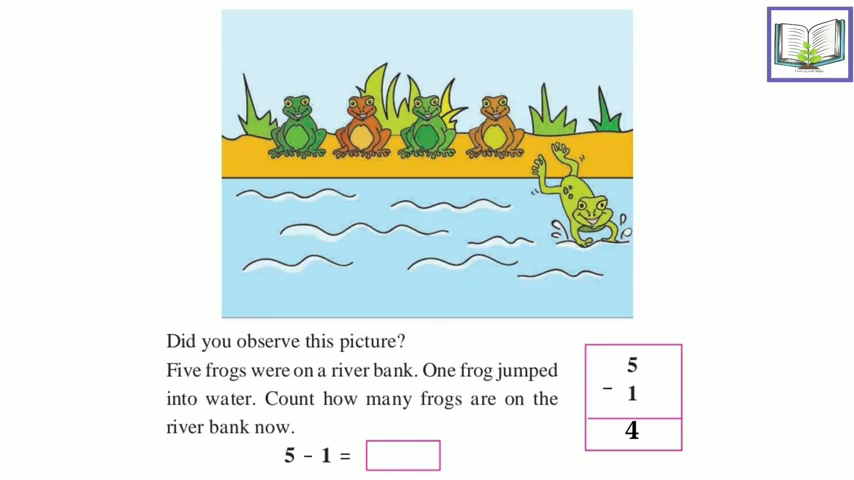 Did you observe this picture?
Five frogs were on a river bank. One frog jumped
into water. Count how many frogs are on the
river bank now.
5 - 1 =
5
- 1
4